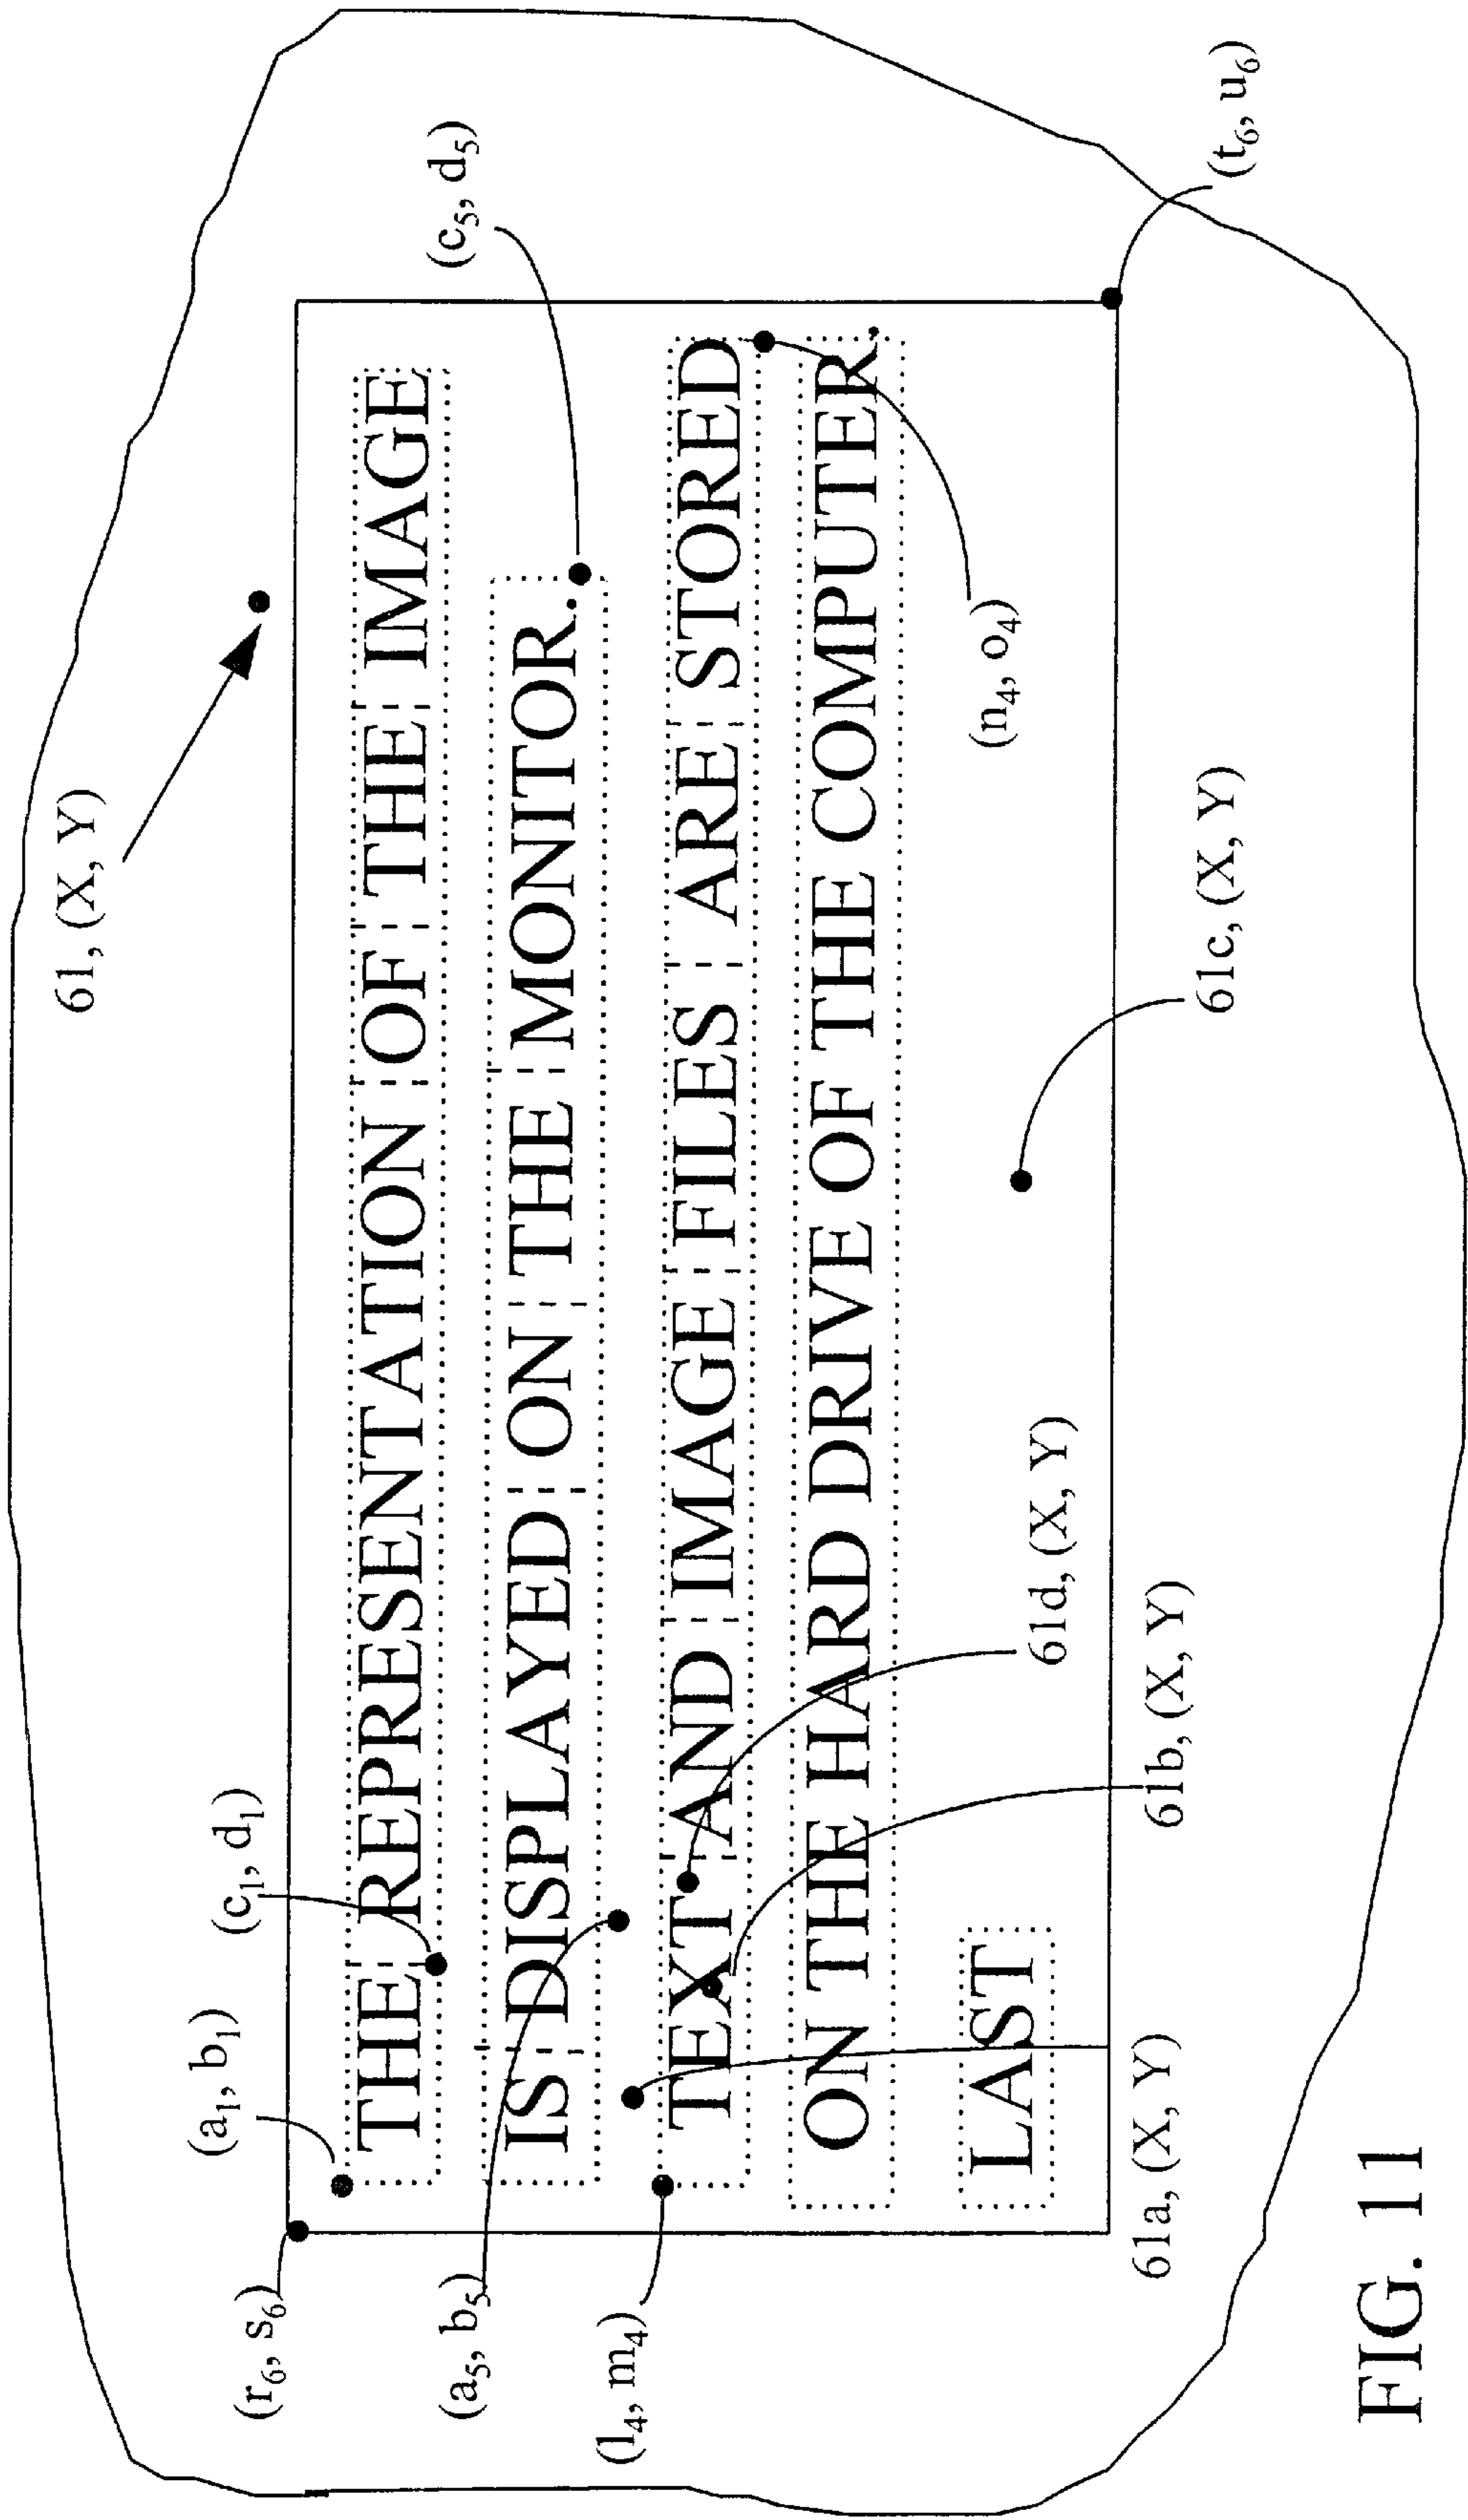 61, (X, Y)
(c₅, d₅)
(t₆, u₆)
(r₆, s₆)
(a₁, b₁)
(c₁, d₁)
THE REPRESENTATION OF THE IMAGE
IS DISPLAYED ON THE MONITOR.
(a₅, b₅)
(l₄, m₄)
TEXT AND IMAGE FILES ARE STORED
ON THE HARD DRIVE OF THE COMPUTER.
LAST
(n₄, o₄)
61d, (X, Y)
61a, (X, Y)
61b, (X, Y)
61c, (X, Y)
FIG. 11